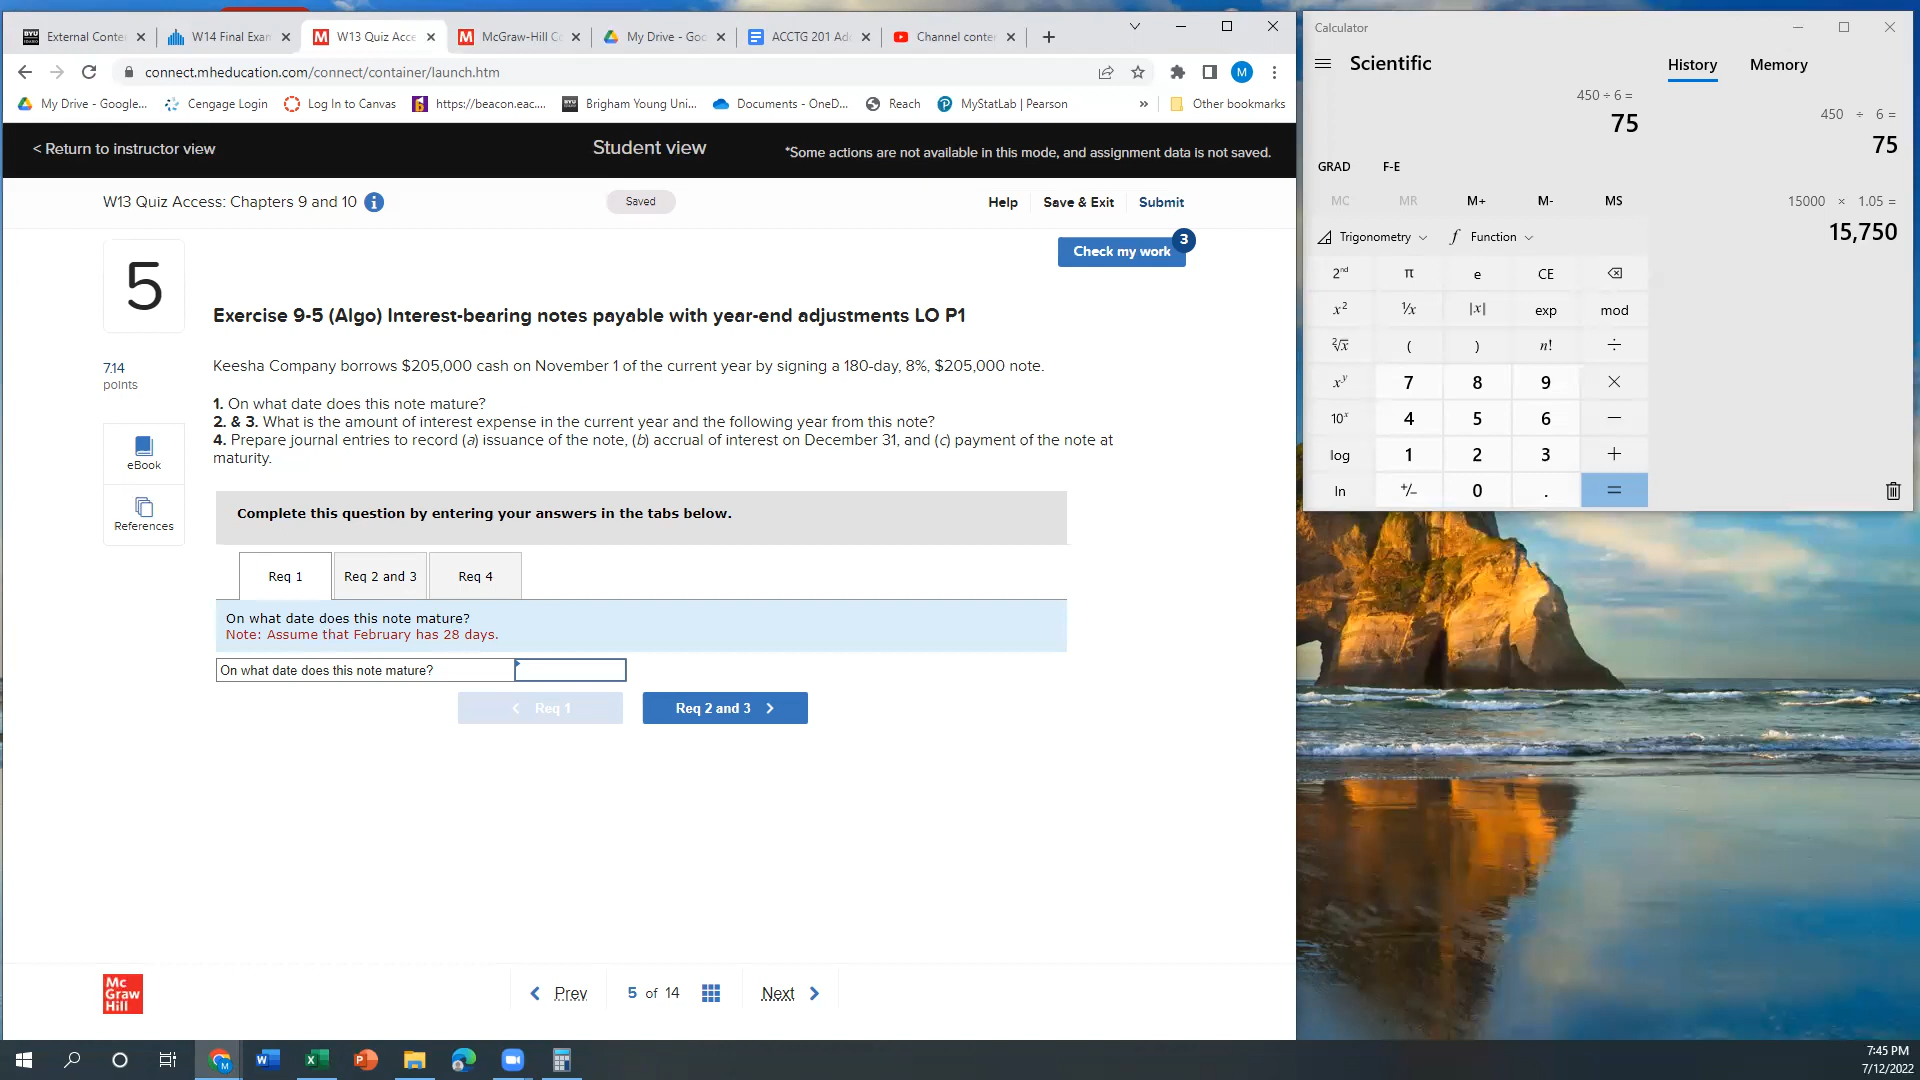 External Conte
W14 Final Exan
W13 Quiz Acce
McGraw-Hill Co
My Drive - Goo
ACCTG 201 Adr
Channel conte
connect.mheducation.com/connect/container/launch.htm
M
My Drive - Google...
Cengage Login
Log In to Canvas
https://beacon.eac....
Brigham Young Uni...
Documents - OneD...
Reach
MyStatLab | Pearson
»
Other bookmarks
< Return to instructor view
Student view
*Some actions are not available in this mode, and assignment data is not saved.
W13 Quiz Access: Chapters 9 and 10
Saved
Help
Save & Exit
Submit
Check my work
3
5
7.14
points
eBook
References
Exercise 9-5 (Algo) Interest-bearing notes payable with year-end adjustments LO P1
Keesha Company borrows $205,000 cash on November 1 of the current year by signing a 180-day, 8%, $205,000 note.
1. On what date does this note mature?
2. & 3. What is the amount of interest expense in the current year and the following year from this note?
4. Prepare journal entries to record (a) issuance of the note, (b) accrual of interest on December 31, and (c) payment of the note at
maturity.
Complete this question by entering your answers in the tabs below.
Req 1
Req 2 and 3
Req 4
On what date does this note mature?
Note: Assume that February has 28 days.
On what date does this note mature?
< Req 1
Req 2 and 3 >
Mc
Graw
Hill
Prev
5 of 14
Next
Calculator
Scientific
History
Memory
450 ÷ 6 =
75
450 ÷ 6 =
75
15000 × 1.05 =
15,750
GRAD
F-E
MC
MR
M+
M-
MS
Trigonometry
f Function
2nd
π
e
CE
x²
¹/x
|x|
exp
mod
²√x
(
)
n!
÷
xʸ
7
8
9
×
10ˣ
4
5
6
−
log
1
2
3
+
ln
+/−
0
.
=
7:45 PM
7/12/2022